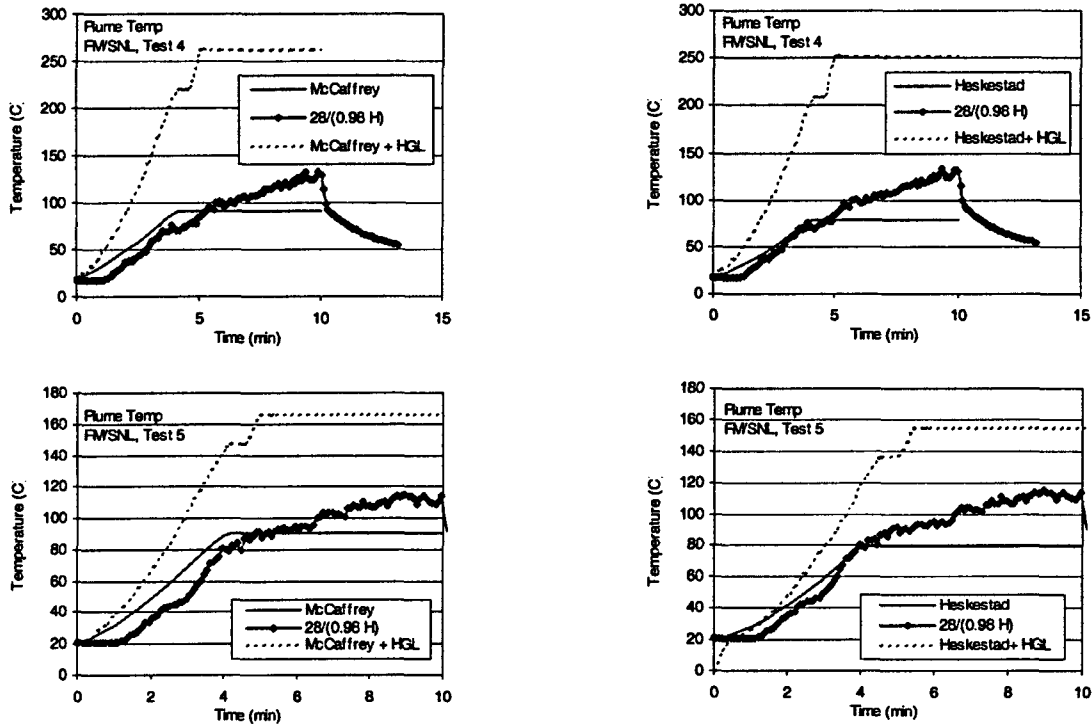 Plume Temp
FM/SNL, Test 4
McCaffrey
28/(0.98 H)
McCaffrey + HGL
Temperature (C)
300
250
200
150
100
50
0
0 5 10 15
Time (min)
Plume Temp
FM/SNL, Test 4
Heskestad
28/(0.98 H)
Heskestad+ HGL
Temperature (C)
300
250
200
150
100
50
0
0 5 10 15
Time (min)
Plume Temp
FM/SNL, Test 5
McCaffrey
28/(0.98 H)
McCaffrey + HGL
Temperature (C)
180
160
140
120
100
80
60
40
20
0
0 2 4 6 8 10
Time (min)
Plume Temp
FM/SNL, Test 5
Heskestad
28/(0.98 H)
Heskestad+ HGL
Temperature (C)
180
160
140
120
100
80
60
40
20
0
0 2 4 6 8 10
Time (min)